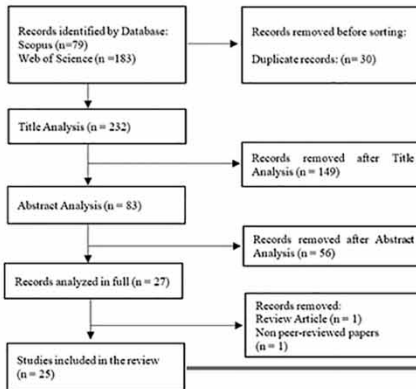 Records identified by Database:
Scopus (n=79)
Web of Science (n =183)
Records removed before sorting:
Duplicate records: (n= 30)
Title Analysis (n = 232)
Records removed after Title
Analysis (n = 149)
Abstract Analysis (n = 83)
Records removed after Abstract
Analysis (n = 56)
Records analyzed in full (n = 27)
Records removed:
Review Article (n = 1)
Non peer-reviewed papers
(n = 1)
Studies included in the review
(n = 25)